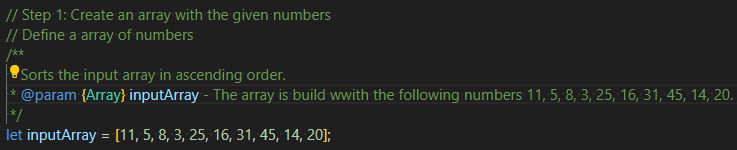 // Step 1: Create an array with the given numbers
// Define a array of numbers
/**
Sorts the input array in ascending order.
* @param {Array} inputArray - The array is build wwith the following numbers 11, 5, 8, 3, 25, 16, 31, 45, 14, 20.
*/
let inputArray = [11, 5, 8, 3, 25, 16, 31, 45, 14, 20];